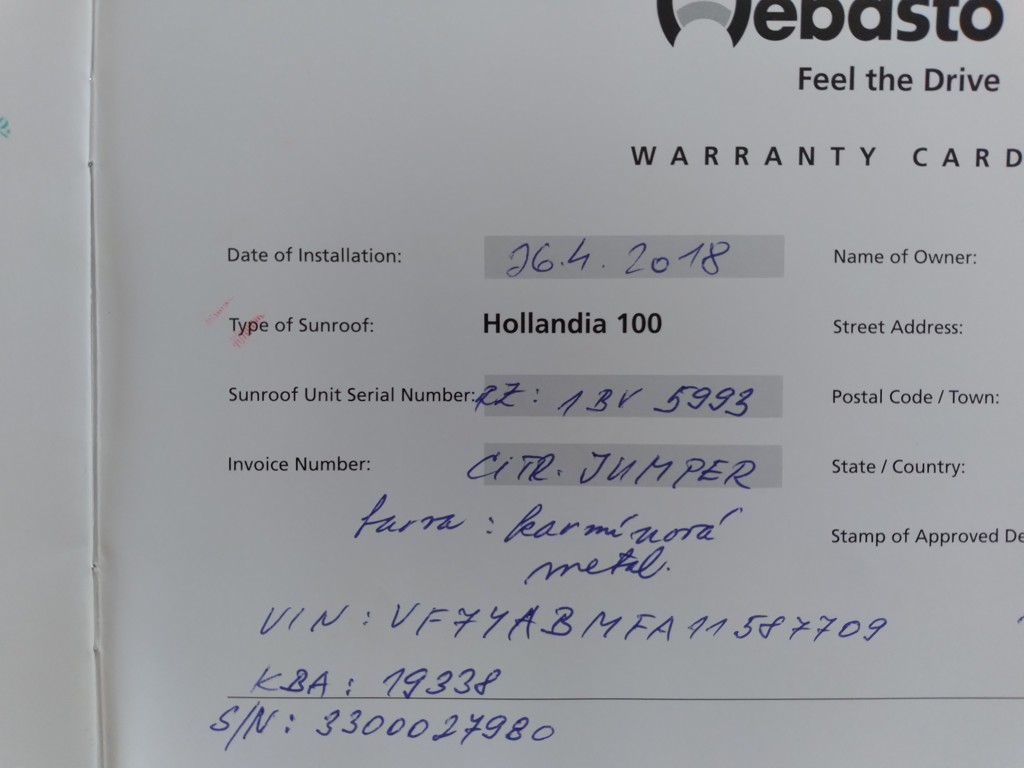 Webasto
Feel the Drive
WARRANTY CARD
Date of Installation: 26.4.2018 Name of Owner:
Type of Sunroof: Hollandia 100 Street Address:
Sunroof Unit Serial Number: RZ: 1BV 5993 Postal Code / Town:
Invoice Number: CiTR. JUMPER State / Country:
barva: karmínová
Stamp of Approved De
metal.
VIN: VF7YABMFA11587709
KBA: 19338
S/N: 3300027980